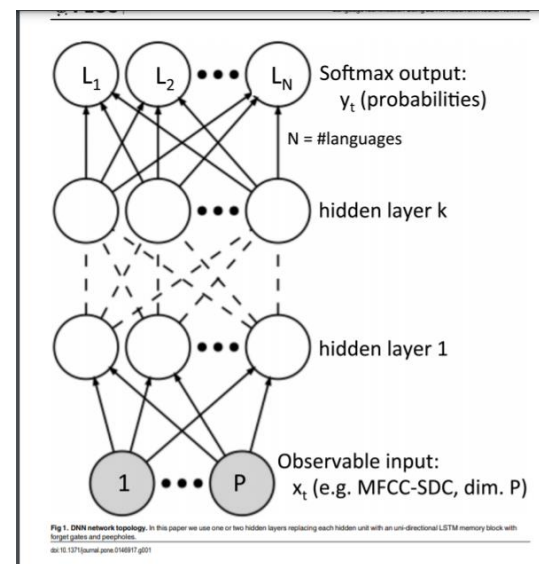 L1 L2 ... LN Softmax output:
yt (probabilities)
N = #languages
hidden layer k
hidden layer 1
Observable input:
1 ... P xt (e.g. MFCC-SDC, dim. P)
Fig 1. DNN network topology. In this paper we use one or two hidden layers replacing each hidden unit with an uni-directional LSTM memory block with
forget gates and peepholes.
doi:10.1371/journal.pone.0146917.g001